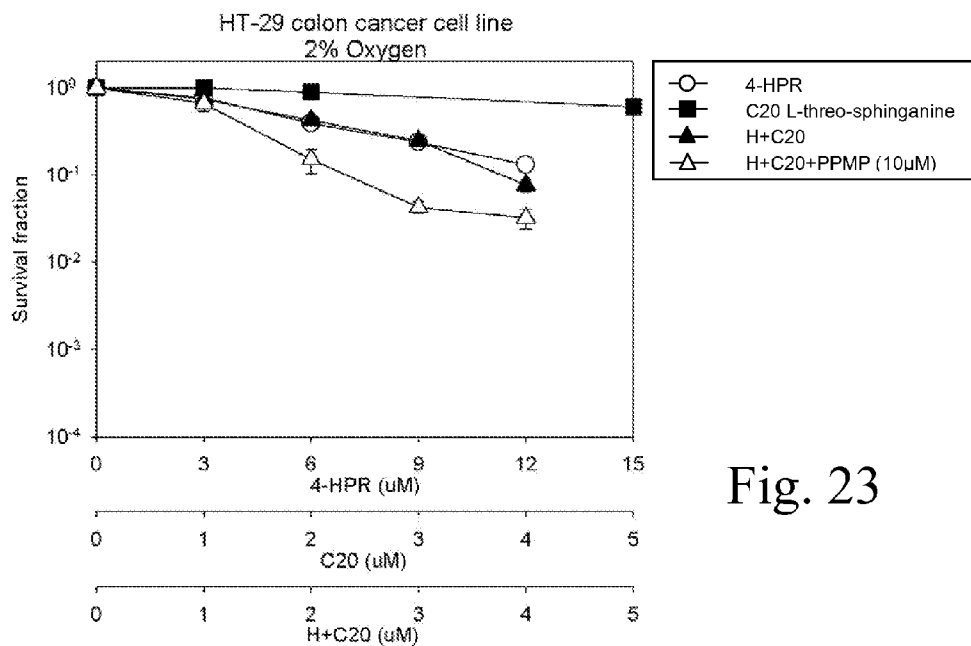 HT-29 colon cancer cell line
2% Oxygen
4-HPR
C20 L-threo-sphinganine
H+C20
H+C20+PPMP (10µM)
Survival fraction
10⁰
10⁻¹
10⁻²
10⁻³
10⁻⁴
0 3 6 9 12 15
4-HPR (uM)
0 1 2 3 4 5
C20 (uM)
0 1 2 3 4 5
H+C20 (uM)
Fig. 23